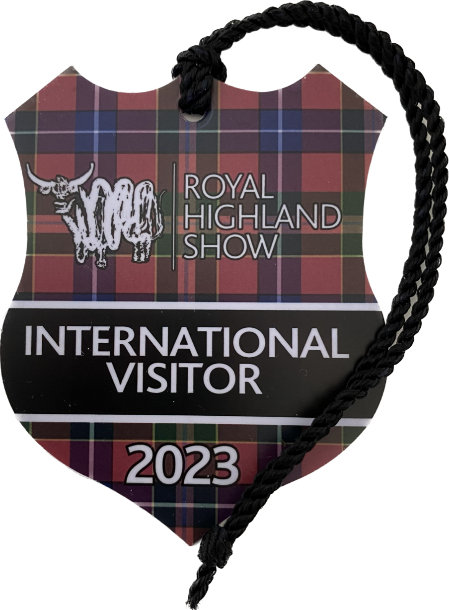 ROYAL
HIGHLAND
SHOW
INTERNATIONAL
VISITOR
2023